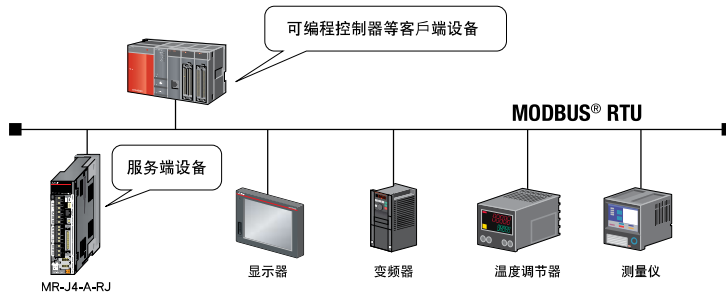 可编程控制器等客戶端设备
MODBUS® RTU
服务端设备
MR-J4-A-RJ
显示器
变频器
温度调节器
测量仪